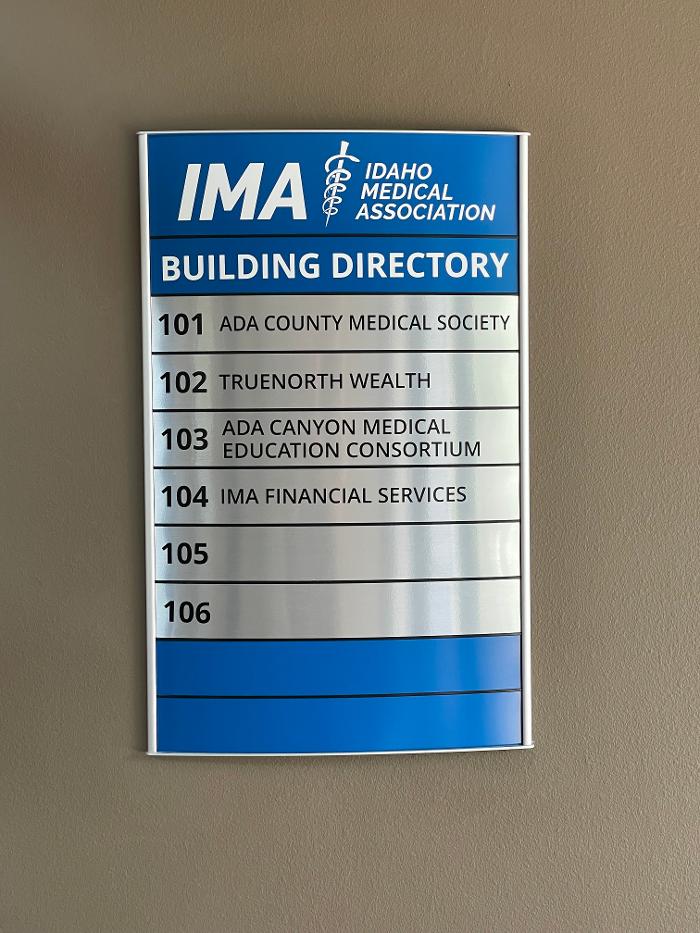 IMA
IDAHO
MEDICAL
ASSOCIATION
BUILDING DIRECTORY
101 ADA COUNTY MEDICAL SOCIETY
102 TRUENORTH WEALTH
103 ADA CANYON MEDICAL
EDUCATION CONSORTIUM
104 IMA FINANCIAL SERVICES
105
106